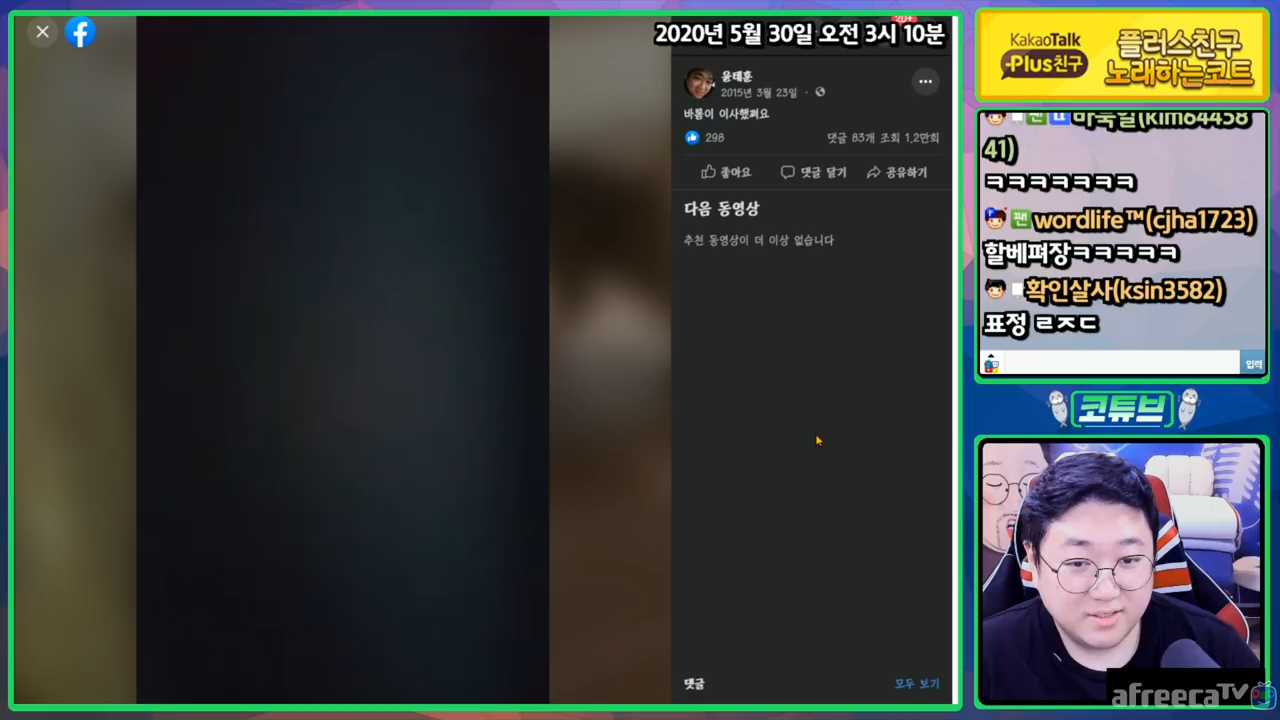 2020년 5월 30일 오전 3시 10분
윤태훈
2015년 3월 23일 ·
바롬이 이사했쪄요
298
댓글 83개 조회 1.2만회
좋아요
댓글 달기
공유하기
다음 동영상
추천 동영상이 더 이상 없습니다
댓글
모두 보기
KakaoTalk
Plus친구
플러스친구
노래하는코트
41)
ㅋㅋㅋㅋㅋㅋㅋ
팬 wordlife™(cjha1723)
할베펴장ㅋㅋㅋㅋㅋ
확인살사(ksin3582)
표정 ㄹㅈㄷ
입력
코튜브
afreecaTV